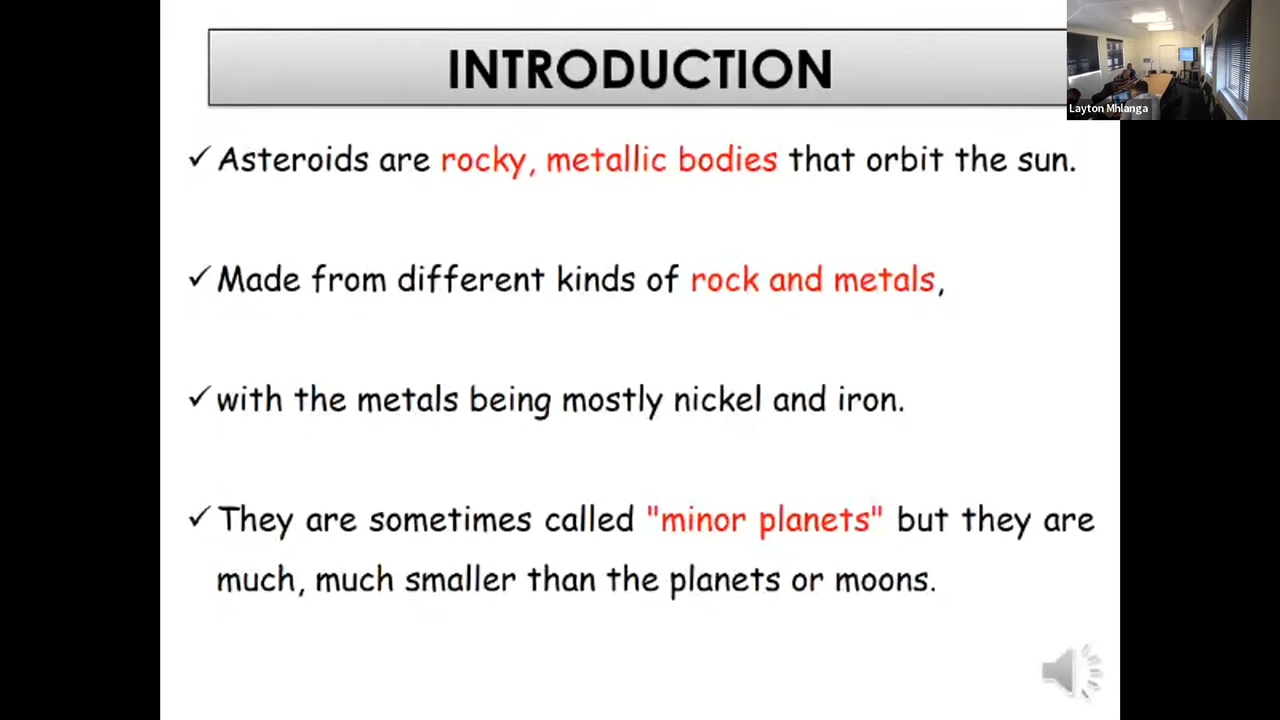 INTRODUCTION
Layton Mhlanga
✓ Asteroids are rocky, metallic bodies that orbit the sun.
✓ Made from different kinds of rock and metals,
✓ with the metals being mostly nickel and iron.
✓ They are sometimes called "minor planets" but they are
much, much smaller than the planets or moons.